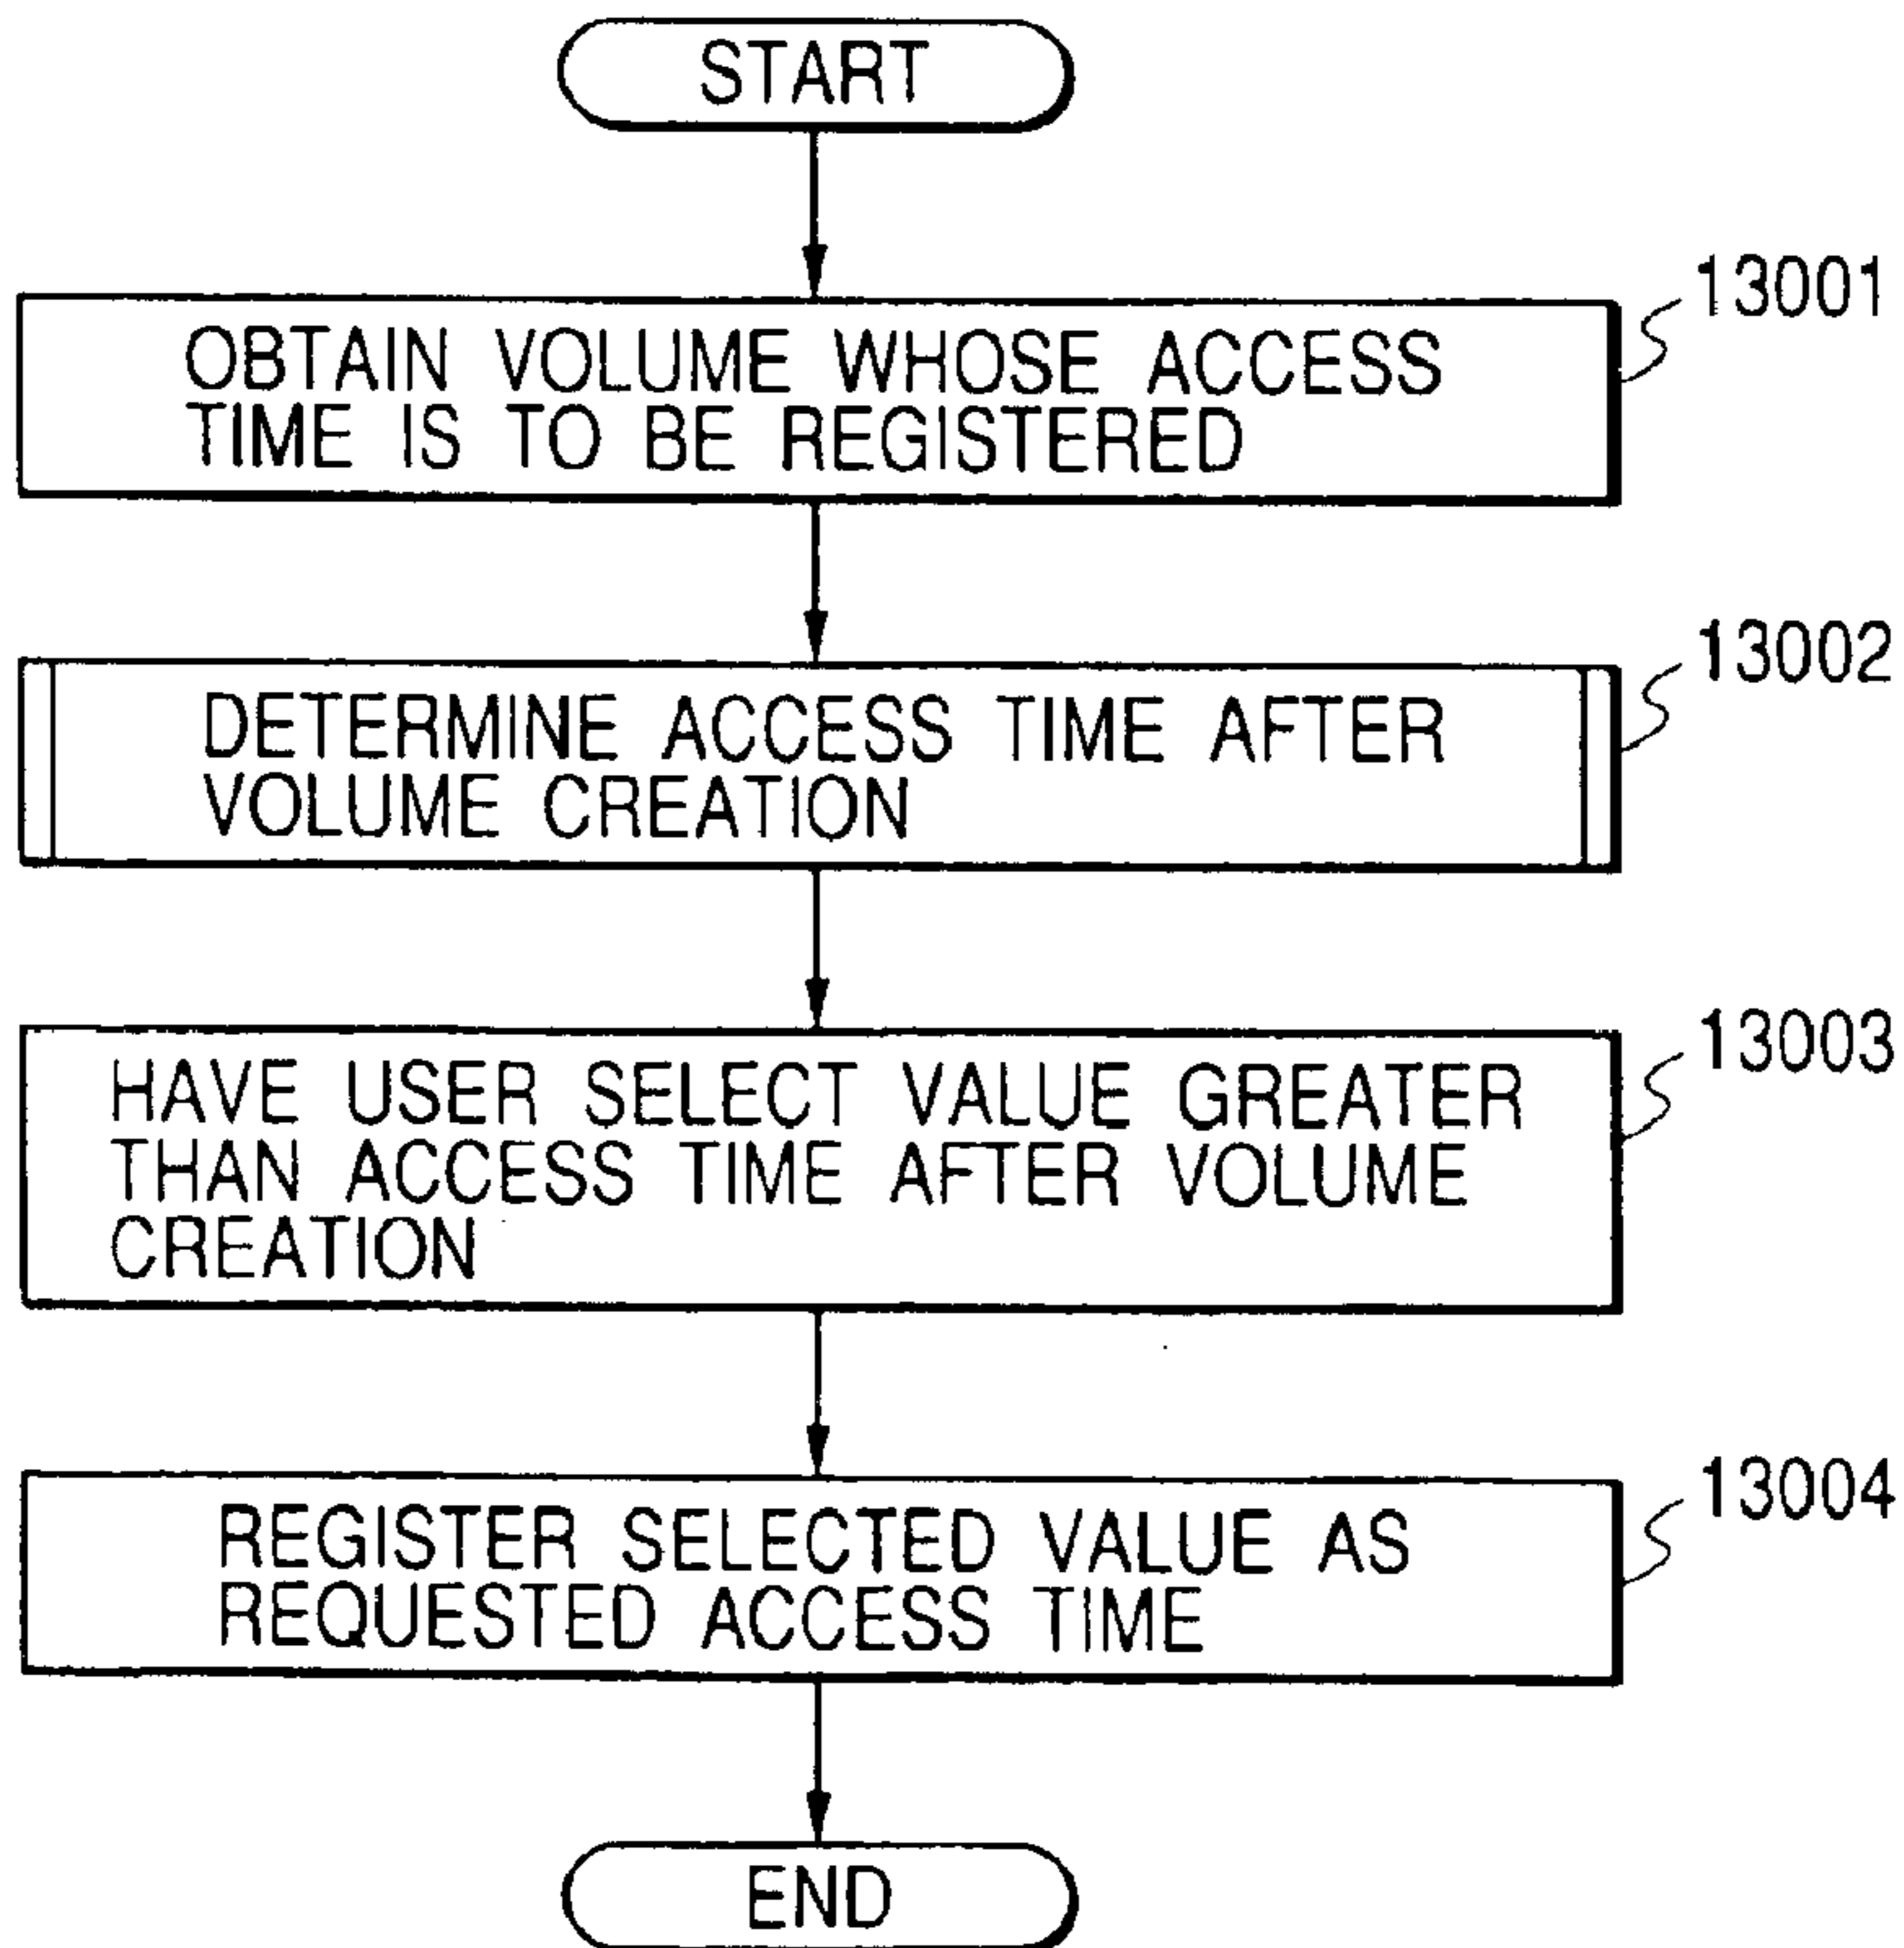 START
13001
OBTAIN VOLUME WHOSE ACCESS
TIME IS TO BE REGISTERED
13002
DETERMINE ACCESS TIME AFTER
VOLUME CREATION
13003
HAVE USER SELECT VALUE GREATER
THAN ACCESS TIME AFTER VOLUME
CREATION
13004
REGISTER SELECTED VALUE AS
REQUESTED ACCESS TIME
END